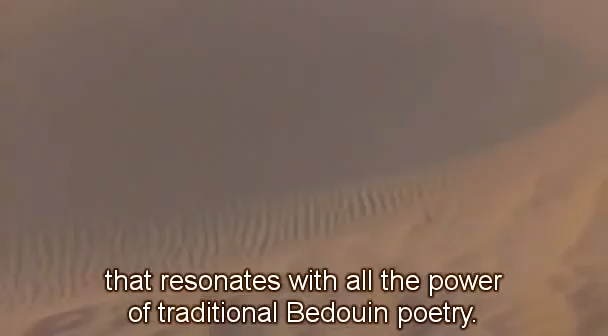 that resonates with all the power
of traditional Bedouin poetry.